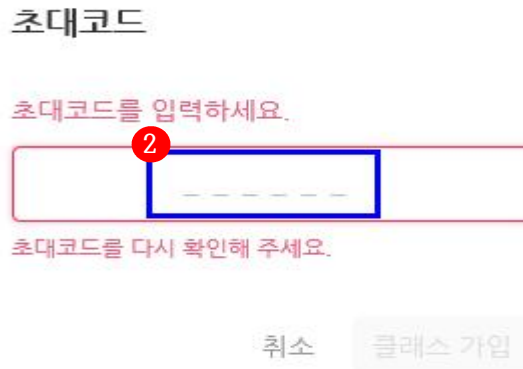 초대코드
초대코드를 입력하세요.
2
_ _ _ _ _ _
초대코드를 다시 확인해 주세요.
취소 클래스 가입